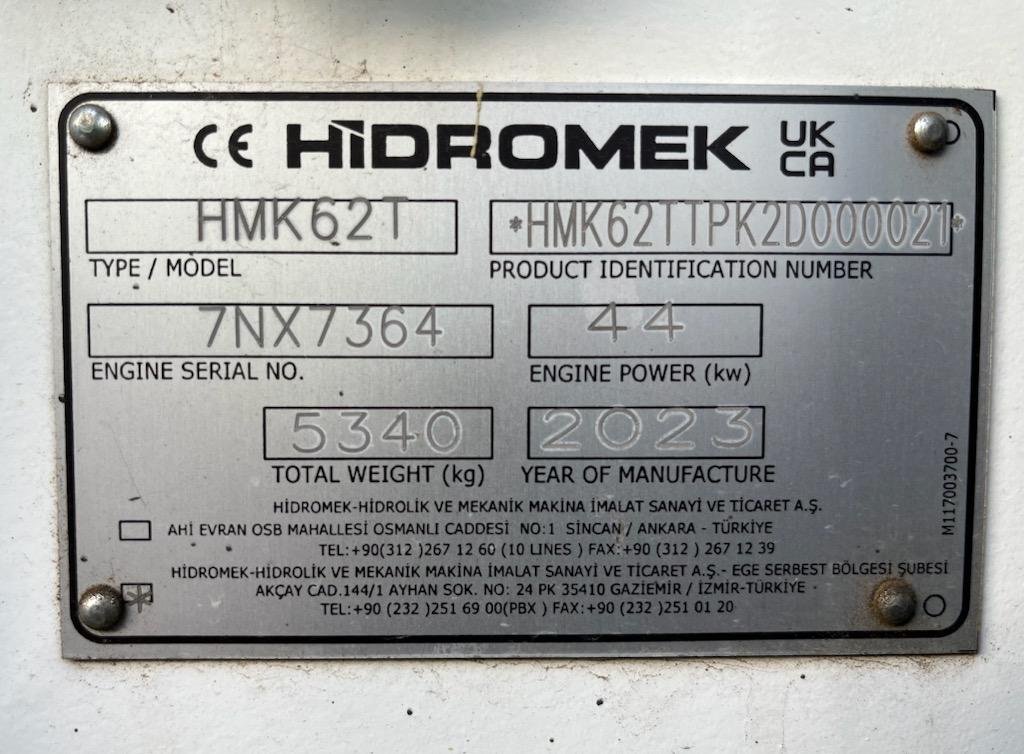 CE HİDROMEK UK CA
HMK62T *HMK62TTPK2D000021*
TYPE / MODEL PRODUCT IDENTIFICATION NUMBER
7NX7364 44
ENGINE SERIAL NO. ENGINE POWER (kw)
5340 2023
TOTAL WEIGHT (kg) YEAR OF MANUFACTURE
HİDROMEK-HİDROLİK VE MEKANİK MAKİNA İMALAT SANAYİ VE TİCARET A.Ş.
AHİ EVRAN OSB MAHALLESİ OSMANLI CADDESİ NO:1 SİNCAN / ANKARA - TÜRKİYE
TEL:+90(312 )267 12 60 (10 LINES ) FAX:+90 (312 ) 267 12 39
HİDROMEK-HİDROLİK VE MEKANİK MAKİNA İMALAT SANAYİ VE TİCARET A.Ş.- EGE SERBEST BÖLGESİ ŞUBESİ
AKÇAY CAD.144/1 AYHAN SOK. NO: 24 PK 35410 GAZİEMİR / İZMİR-TÜRKİYE
TEL:+90 (232 )251 69 00(PBX ) FAX:+90 (232 )251 01 20
M117003700-7